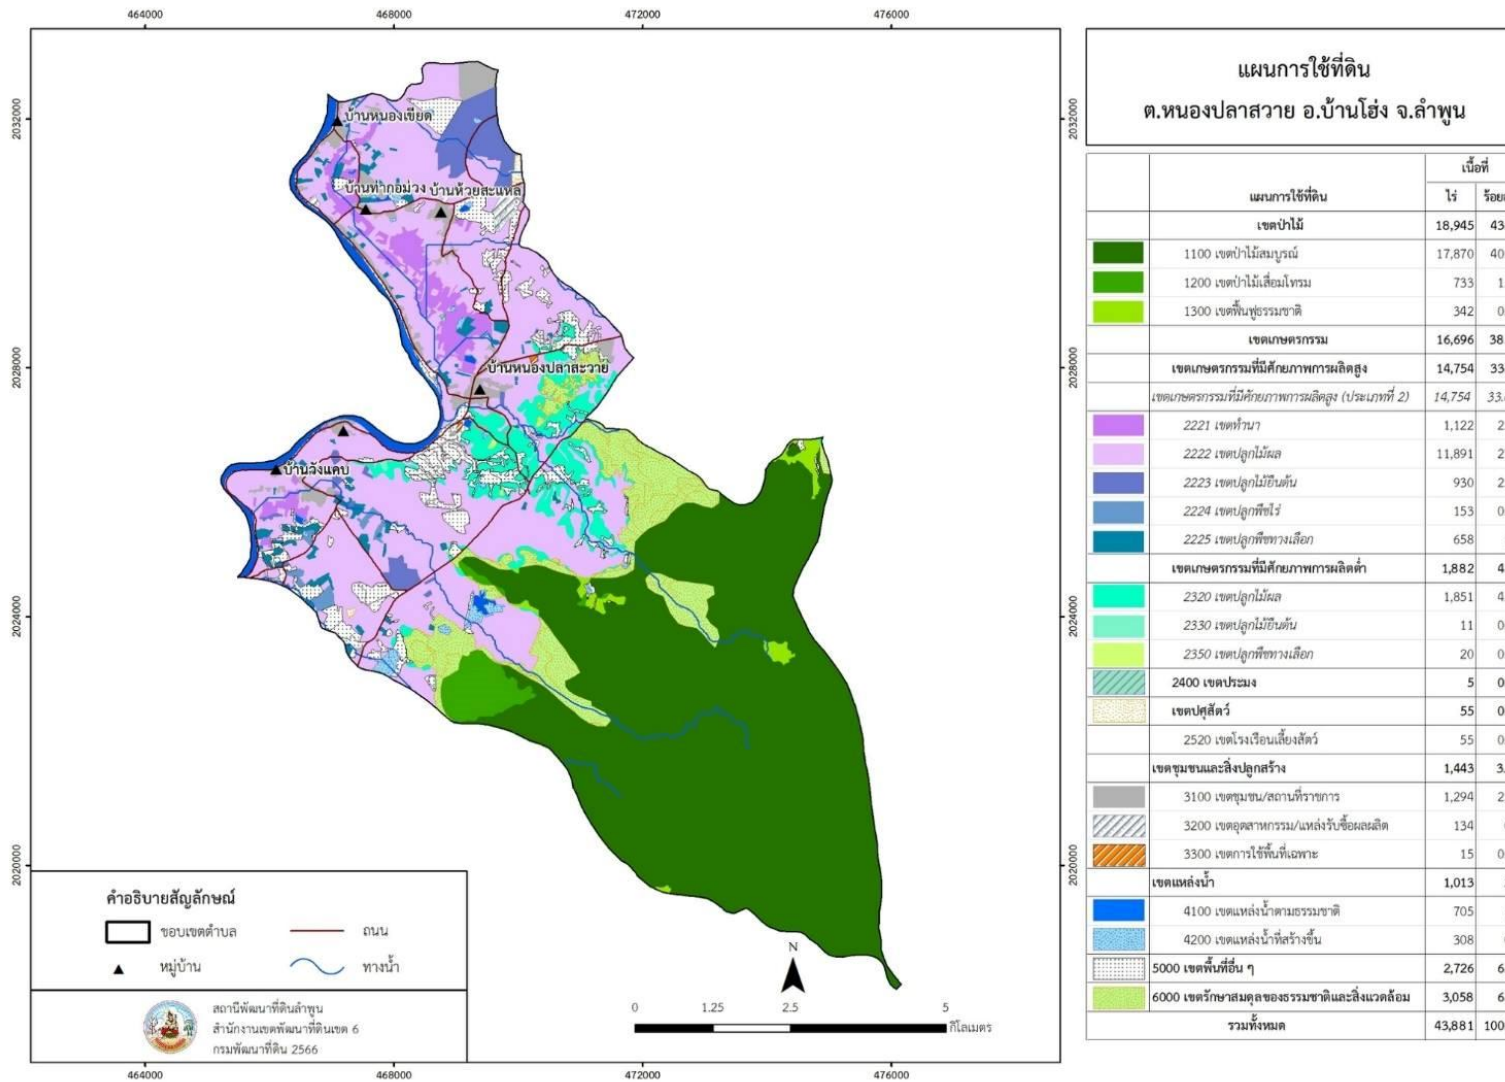 464000 468000 472000 476000
2032000 2032000
2028000 2028000
2024000 2024000
2020000 2020000
464000 468000 472000 476000
บ้านหนองเขียด
บ้านท่ากอม่วง บ้านห้วยสะแหล
บ้านหนองปลาสะวาย
บ้านวังแคบ
คำอธิบายสัญลักษณ์
ขอบเขตตำบล ถนน
หมู่บ้าน ทางน้ำ
สถานีพัฒนาที่ดินลำพูน
สำนักงานเขตพัฒนาที่ดินเขต 6
กรมพัฒนาที่ดิน 2566
N
0 1.25 2.5 5
กิโลเมตร
แผนการใช้ที่ดิน
ต.หนองปลาสวาย อ.บ้านโฮ่ง จ.ลำพูน
เนื้อที่
แผนการใช้ที่ดิน ไร่
เขตป่าไม้ 18,945 43
1100 เขตป่าไม้สมบูรณ์ 17,870 40
1200 เขตป่าไม้เสื่อมโทรม 733 1
1300 เขตฟื้นฟูธรรมชาติ 342 0
เขตเกษตรกรรม 16,696 38
เขตเกษตรกรรมที่มีศักยภาพการผลิตสูง 14,754 33
เขตเกษตรกรรมที่มีศักยภาพการผลิตสูง (ประเภทที่ 2) 14,754 33.
2221 เขตทำนา 1,122 2
2222 เขตปลูกไม้ผล 11,891 2
2223 เขตปลูกไม้ยืนต้น 930 2
2224 เขตปลูกพืชไร่ 153 0
2225 เขตปลูกพืชทางเลือก 658
เขตเกษตรกรรมที่มีศักยภาพการผลิตต่ำ 1,882 4
2320 เขตปลูกไม้ผล 1,851 4
2330 เขตปลูกไม้ยืนต้น 11 0
2350 เขตปลูกพืชทางเลือก 20 0
2400 เขตประมง 5 0
เขตปศุสัตว์ 55 0
2520 เขตโรงเรือนเลี้ยงสัตว์ 55 0
เขตชุมชนและสิ่งปลูกสร้าง 1,443 3
3100 เขตชุมชน/สถานที่ราชการ 1,294 2
3200 เขตอุตสาหกรรม/แหล่งรับซื้อผลผลิต 134
3300 เขตการใช้พื้นที่เฉพาะ 15 0
เขตแหล่งน้ำ 1,013
4100 เขตแหล่งน้ำตามธรรมชาติ 705
4200 เขตแหล่งน้ำที่สร้างขึ้น 308
5000 เขตพื้นที่อื่น ๆ 2,726 6
6000 เขตรักษาสมดุลของธรรมชาติและสิ่งแวดล้อม 3,058 6
รวมทั้งหมด 43,881 100